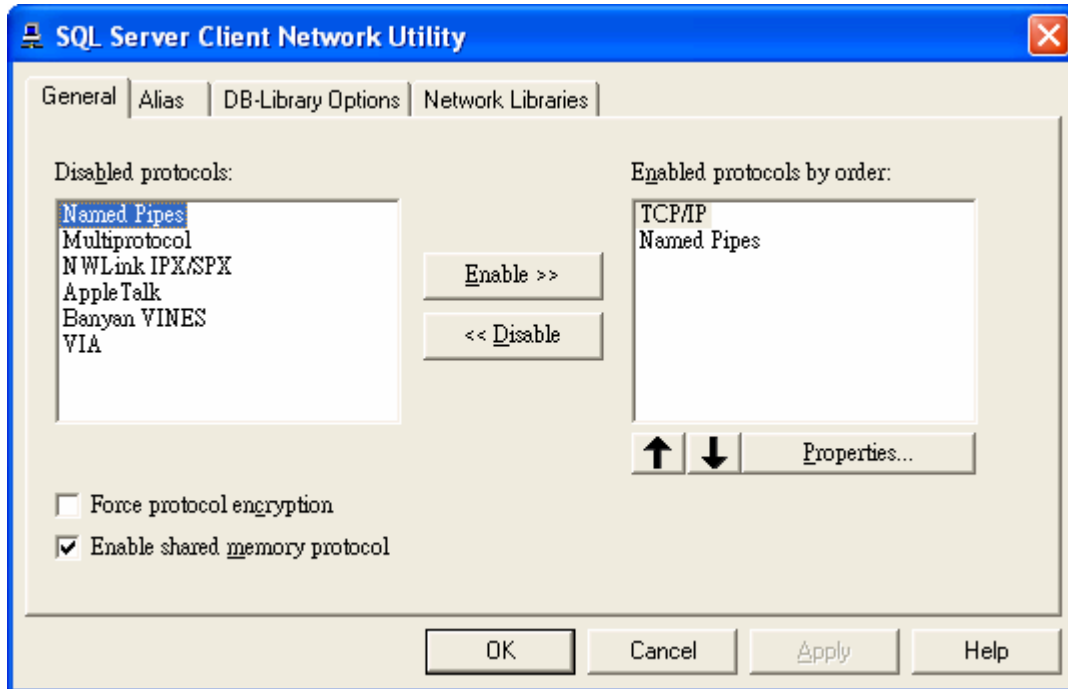 SQL Server Client Network Utility
General
Alias
DB-Library Options
Network Libraries
Disabled protocols:
Named Pipes
Multiprotocol
NWLink IPX/SPX
AppleTalk
Banyan VINES
VIA
Enable >>
<< Disable
Enabled protocols by order:
TCP/IP
Named Pipes
Properties...
Force protocol encryption
Enable shared memory protocol
OK
Cancel
Apply
Help